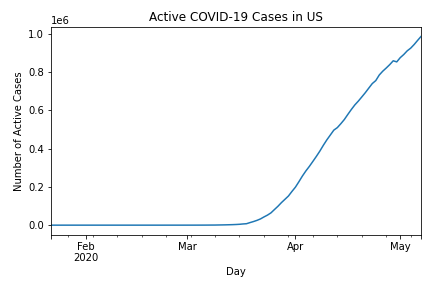 Active COVID-19 Cases in US
1e6
1.0
0.8
0.6
0.4
0.2
0.0
Number of Active Cases
Feb
2020
Mar
Apr
May
Day